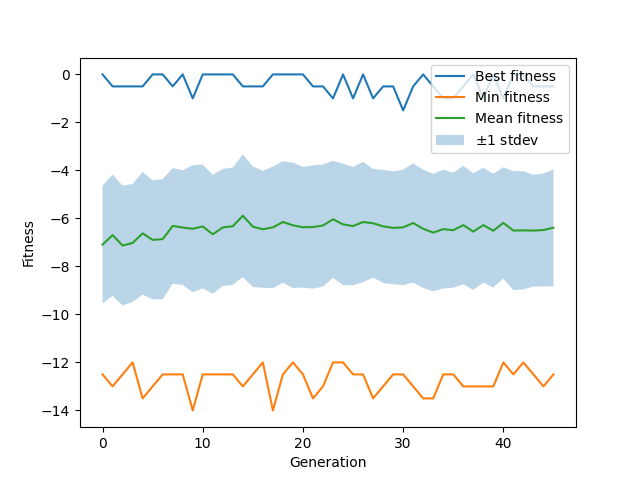 0
−2
−4
−6
−8
−10
−12
−14
Fitness
Best fitness
Min fitness
Mean fitness
±1 stdev
0
10
20
30
40
Generation